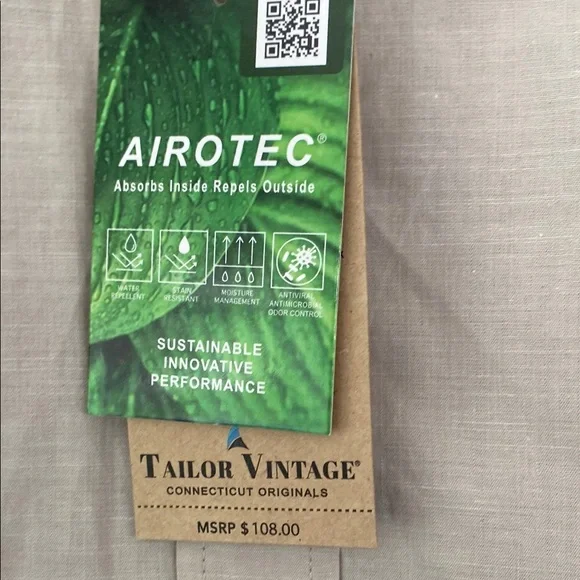 AIROTEC®
Absorbs Inside Repels Outside
WATER
REPELLENT
STAIN
RESISTANT
MOISTURE
MANAGEMENT
ANTIVIRAL
ANTIMICROBIAL
ODOR CONTROL
SUSTAINABLE
INNOVATIVE
PERFORMANCE
TAILOR VINTAGE®
CONNECTICUT ORIGINALS
MSRP $108.00